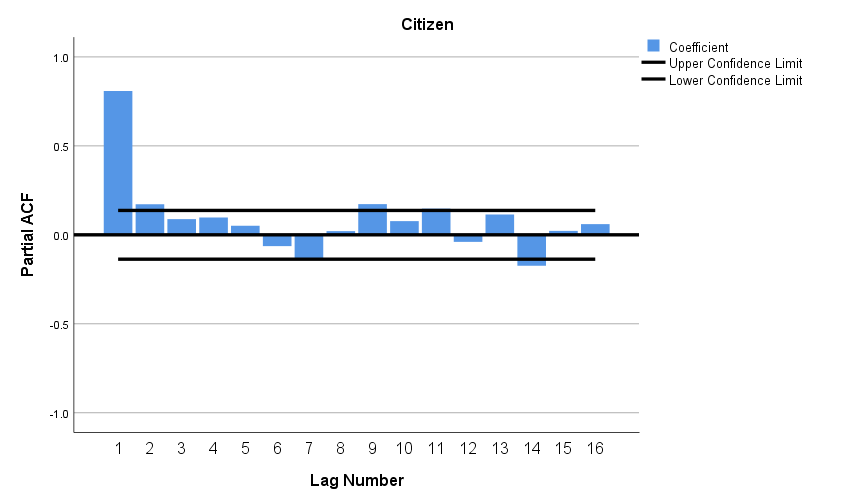 Citizen
Coefficient
Upper Confidence Limit
Lower Confidence Limit
1.0
0.5
0.0
-0.5
-1.0
Partial ACF
1 2 3 4 5 6 7 8 9 10 11 12 13 14 15 16
Lag Number